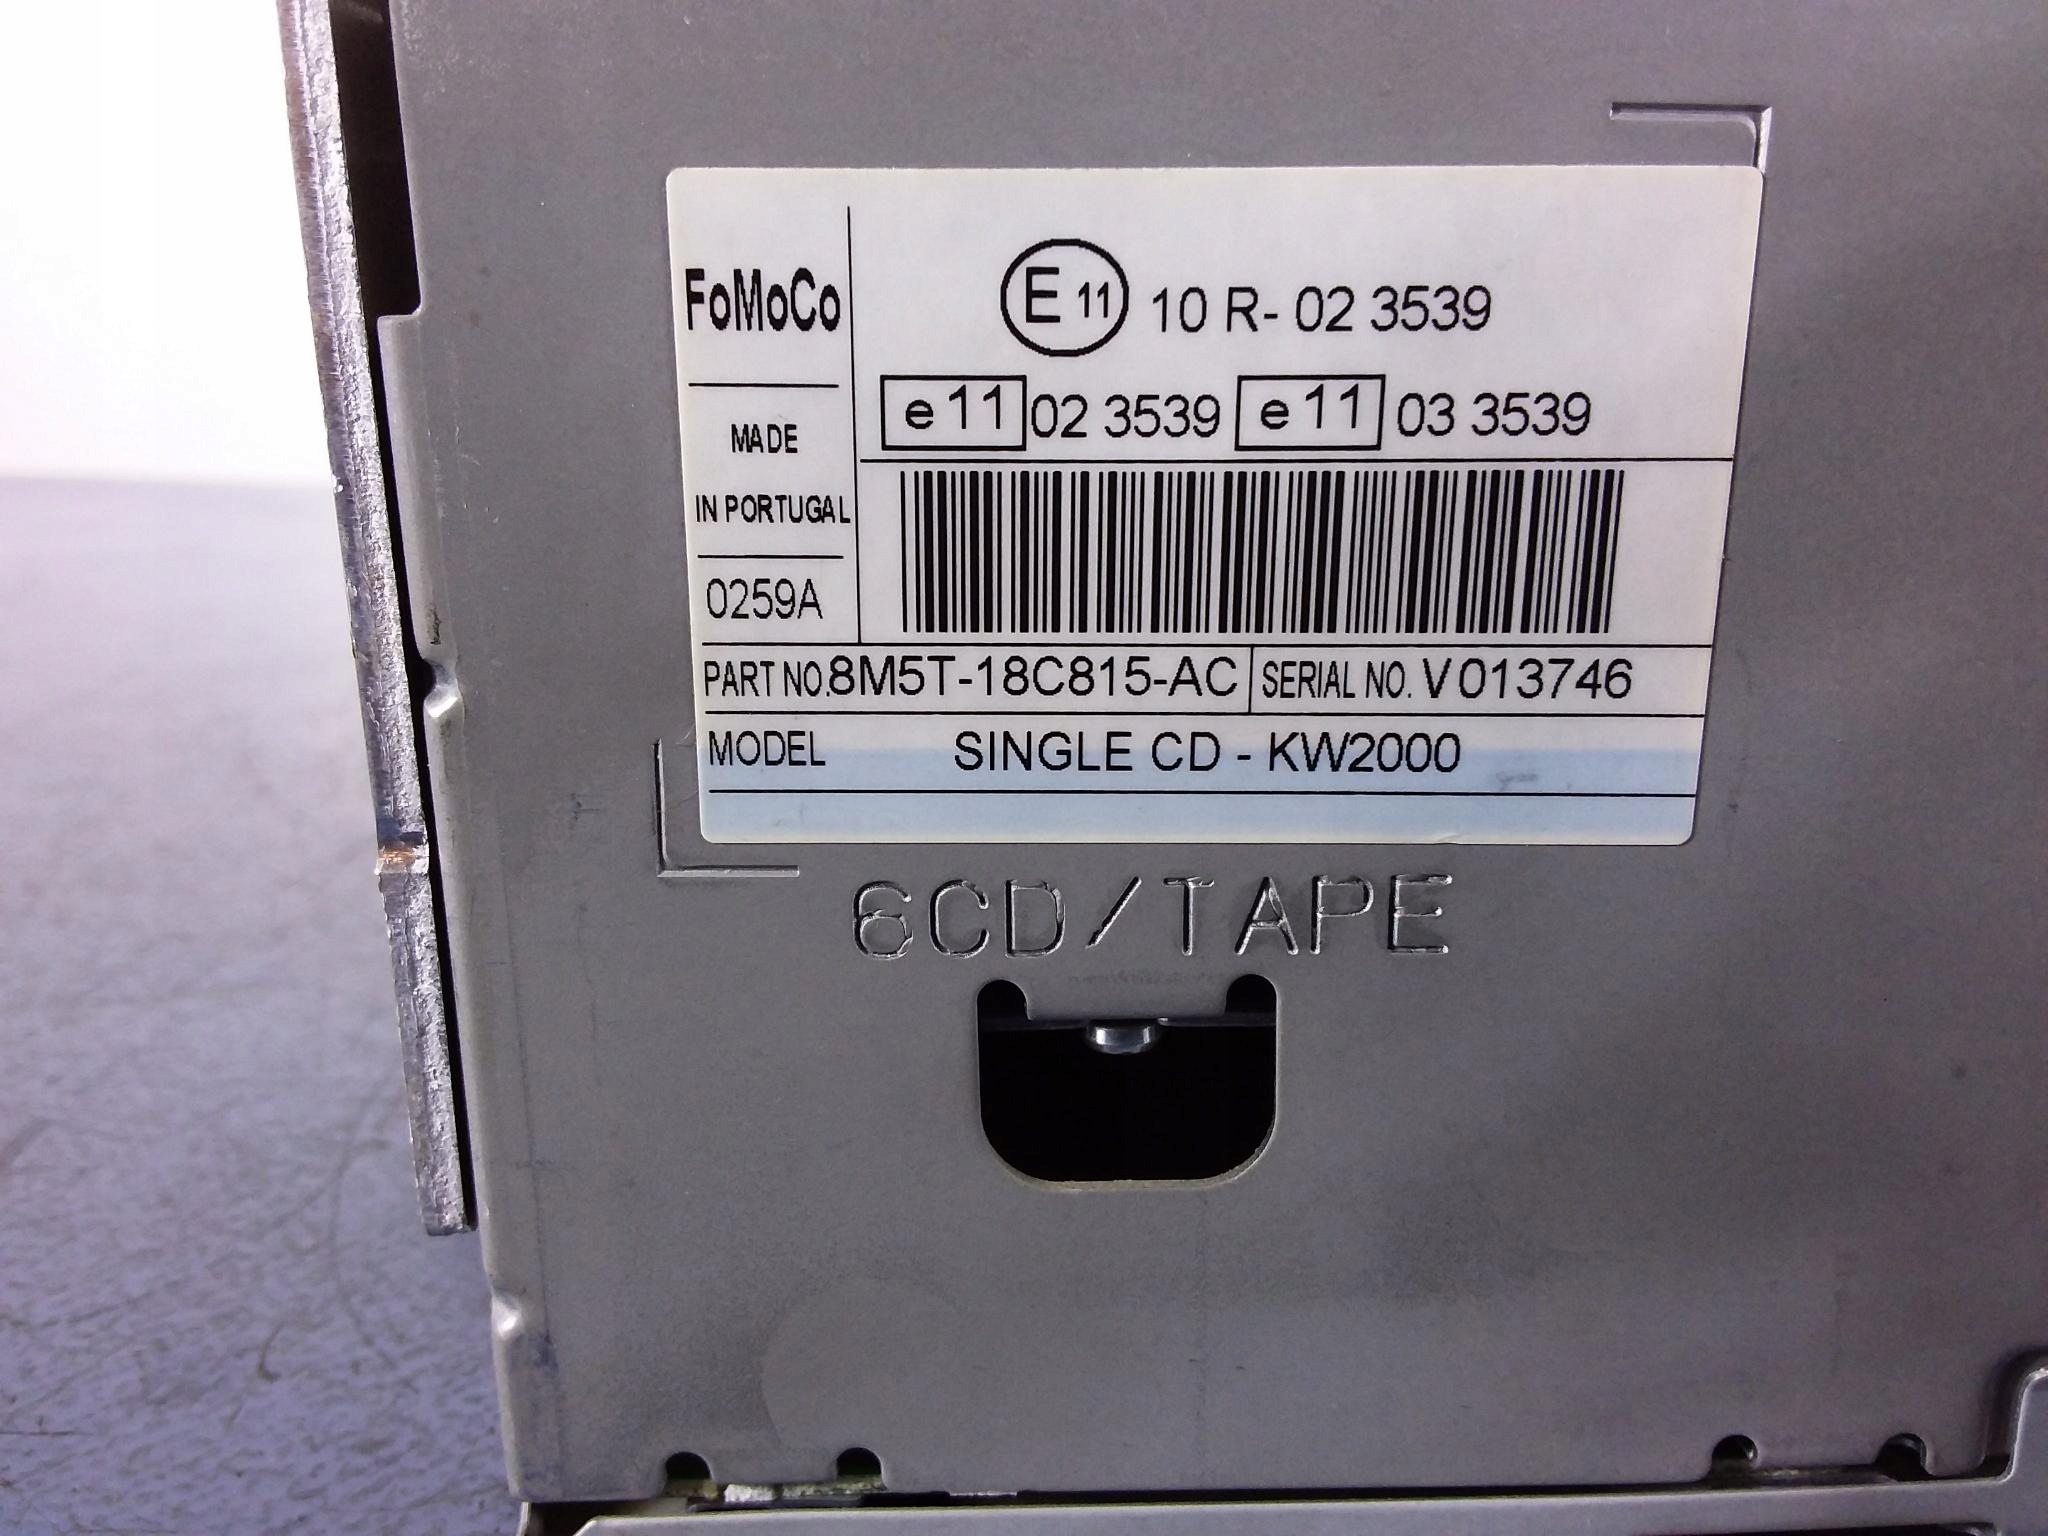 FoMoCo
MADE
IN PORTUGAL
0259A
E 11 10 R- 02 3539
e 11 02 3539 e 11 03 3539
PART NO. 8M5T-18C815-AC SERIAL NO. V013746
MODEL SINGLE CD - KW2000
6CD/TAPE